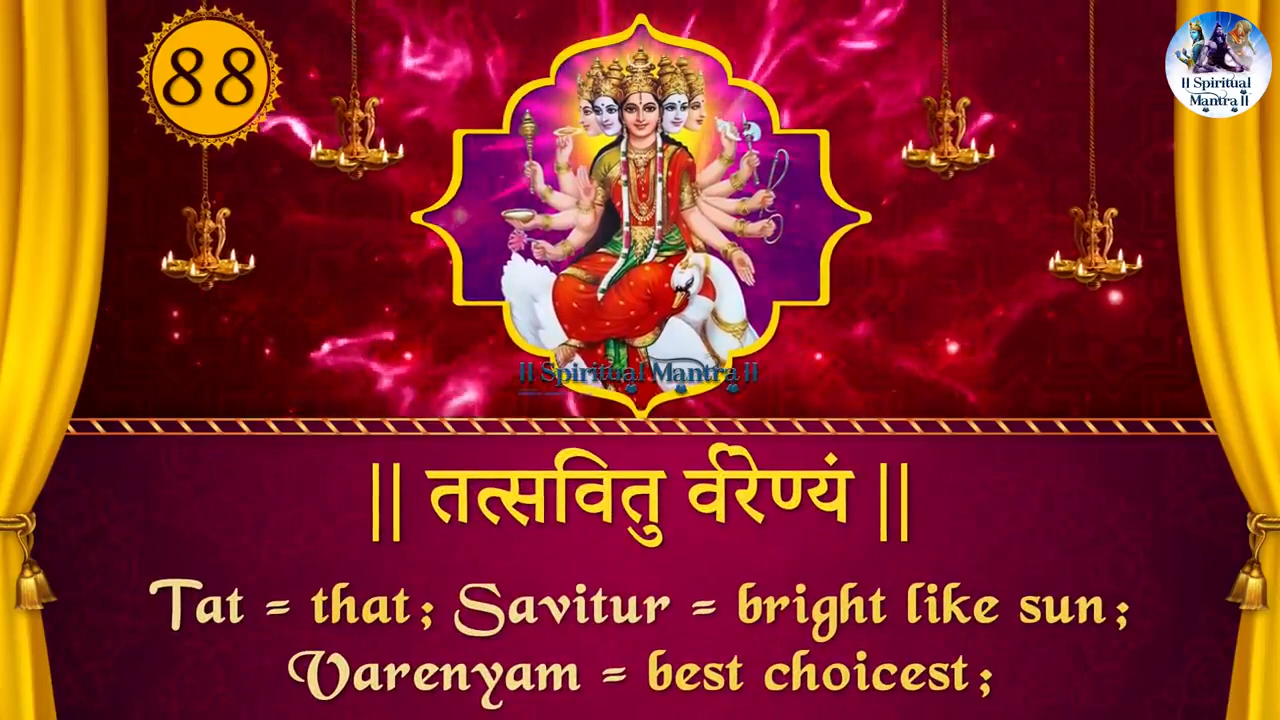 88
|| Spiritual
Mantra ||
|| Spiritual Mantra ||
|| तत्सवितु र्वरेण्यं ||
Tat = that; Savitur = bright like sun;
Varenyam = best choicest;